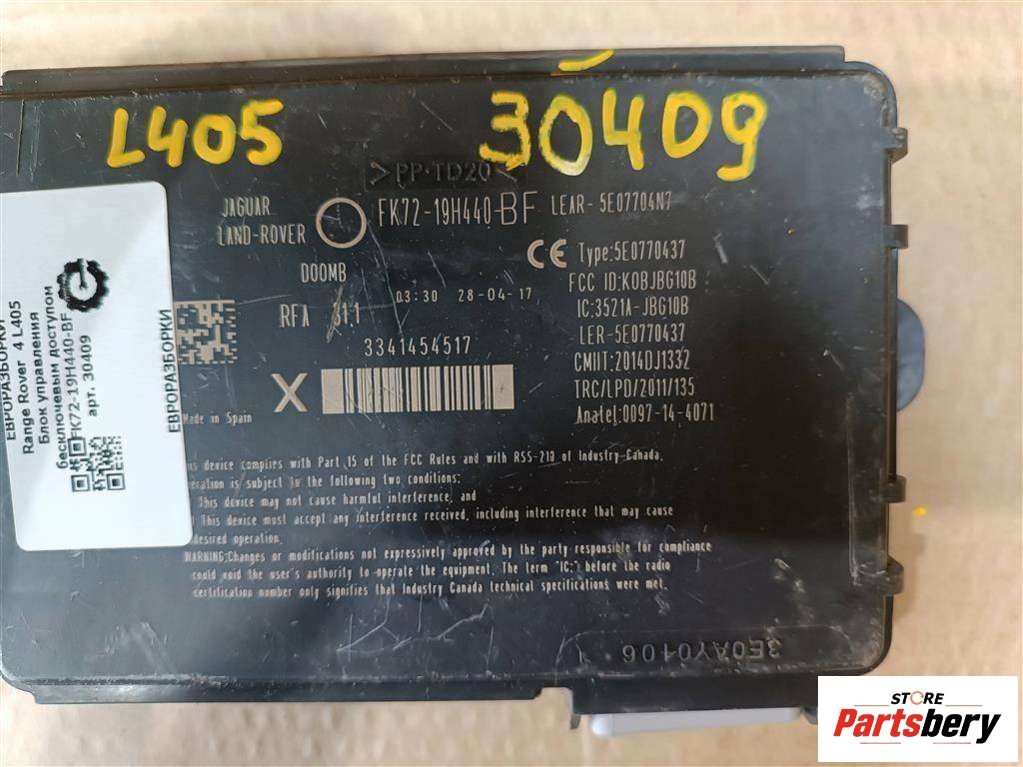 L405 30409
>PP-TD20<
JAGUAR
LAND-ROVER
FK72-19H440-BF
LEAR- 5E07704N7
CE Type:5E0770437
FCC ID:KOBJBG10B
IC:3521A-JBG10B
LER-5E0770437
CMIIT:2014DJ1332
TRC/LPD/2011/135
Anatel:0097-14-4071
D00MB
03:30 28-04-17
RFA 31.1
3341454517
X
Made in Spain
device complies with Part 15 of the FCC Rules and with RSS-210 of Industry Canada.
is subject to the following two conditions:
This device may not cause harmful interference, and
) This device must accept any interference received, including interference that may cause
desired operation.
WARNING:Changes or modifications not expressively approved by the party responsible for compliance
could void the user's authority to operate the equipment. The term "IC:" before the radio
certification number only signifies that Industry Canada technical specifications were met.
3E0AY0106
ЕВРОРАЗБОРКИ
Range Rover 4 L405
Блок управления
бесключевым доступом
FK72-19H440-BF
арт. 30409
ЕВРОРАЗБОРКИ
STORE
Partsbery